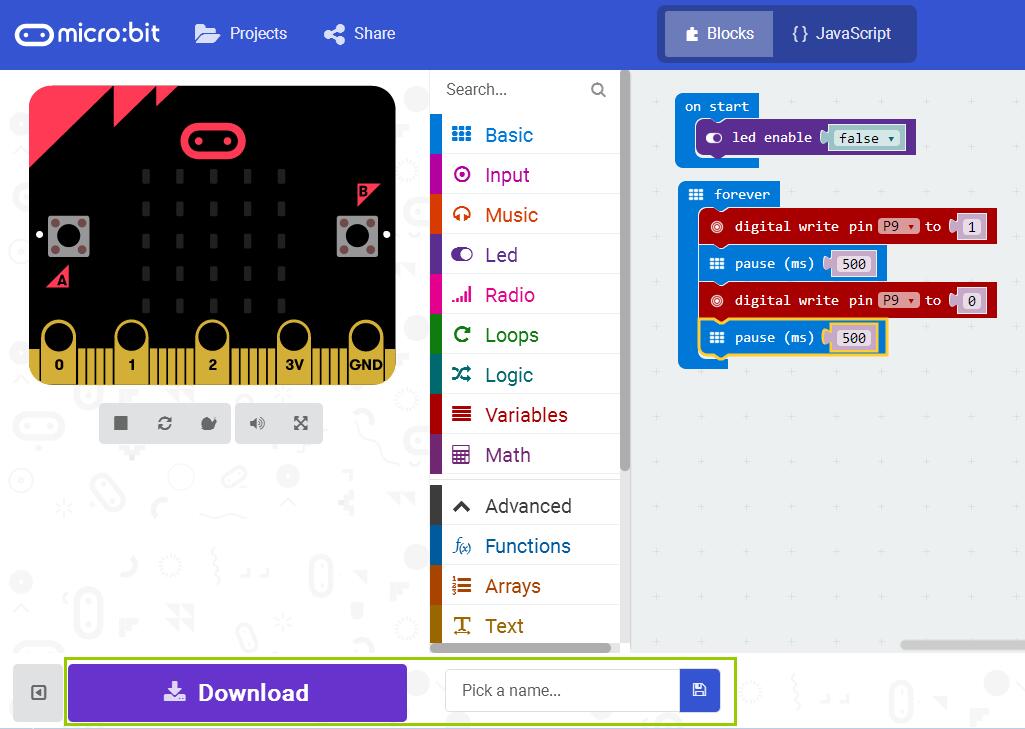 micro:bit
Projects
Share
Blocks
{ } JavaScript
B
A
0
1
2
3V
GND
Search...
Basic
Input
Music
Led
Radio
Loops
Logic
Variables
Math
Advanced
f(x) Functions
Arrays
Text
on start
led enable false
forever
digital write pin P9 to 1
pause (ms) 500
digital write pin P9 to 0
pause (ms) 500
Download
Pick a name...